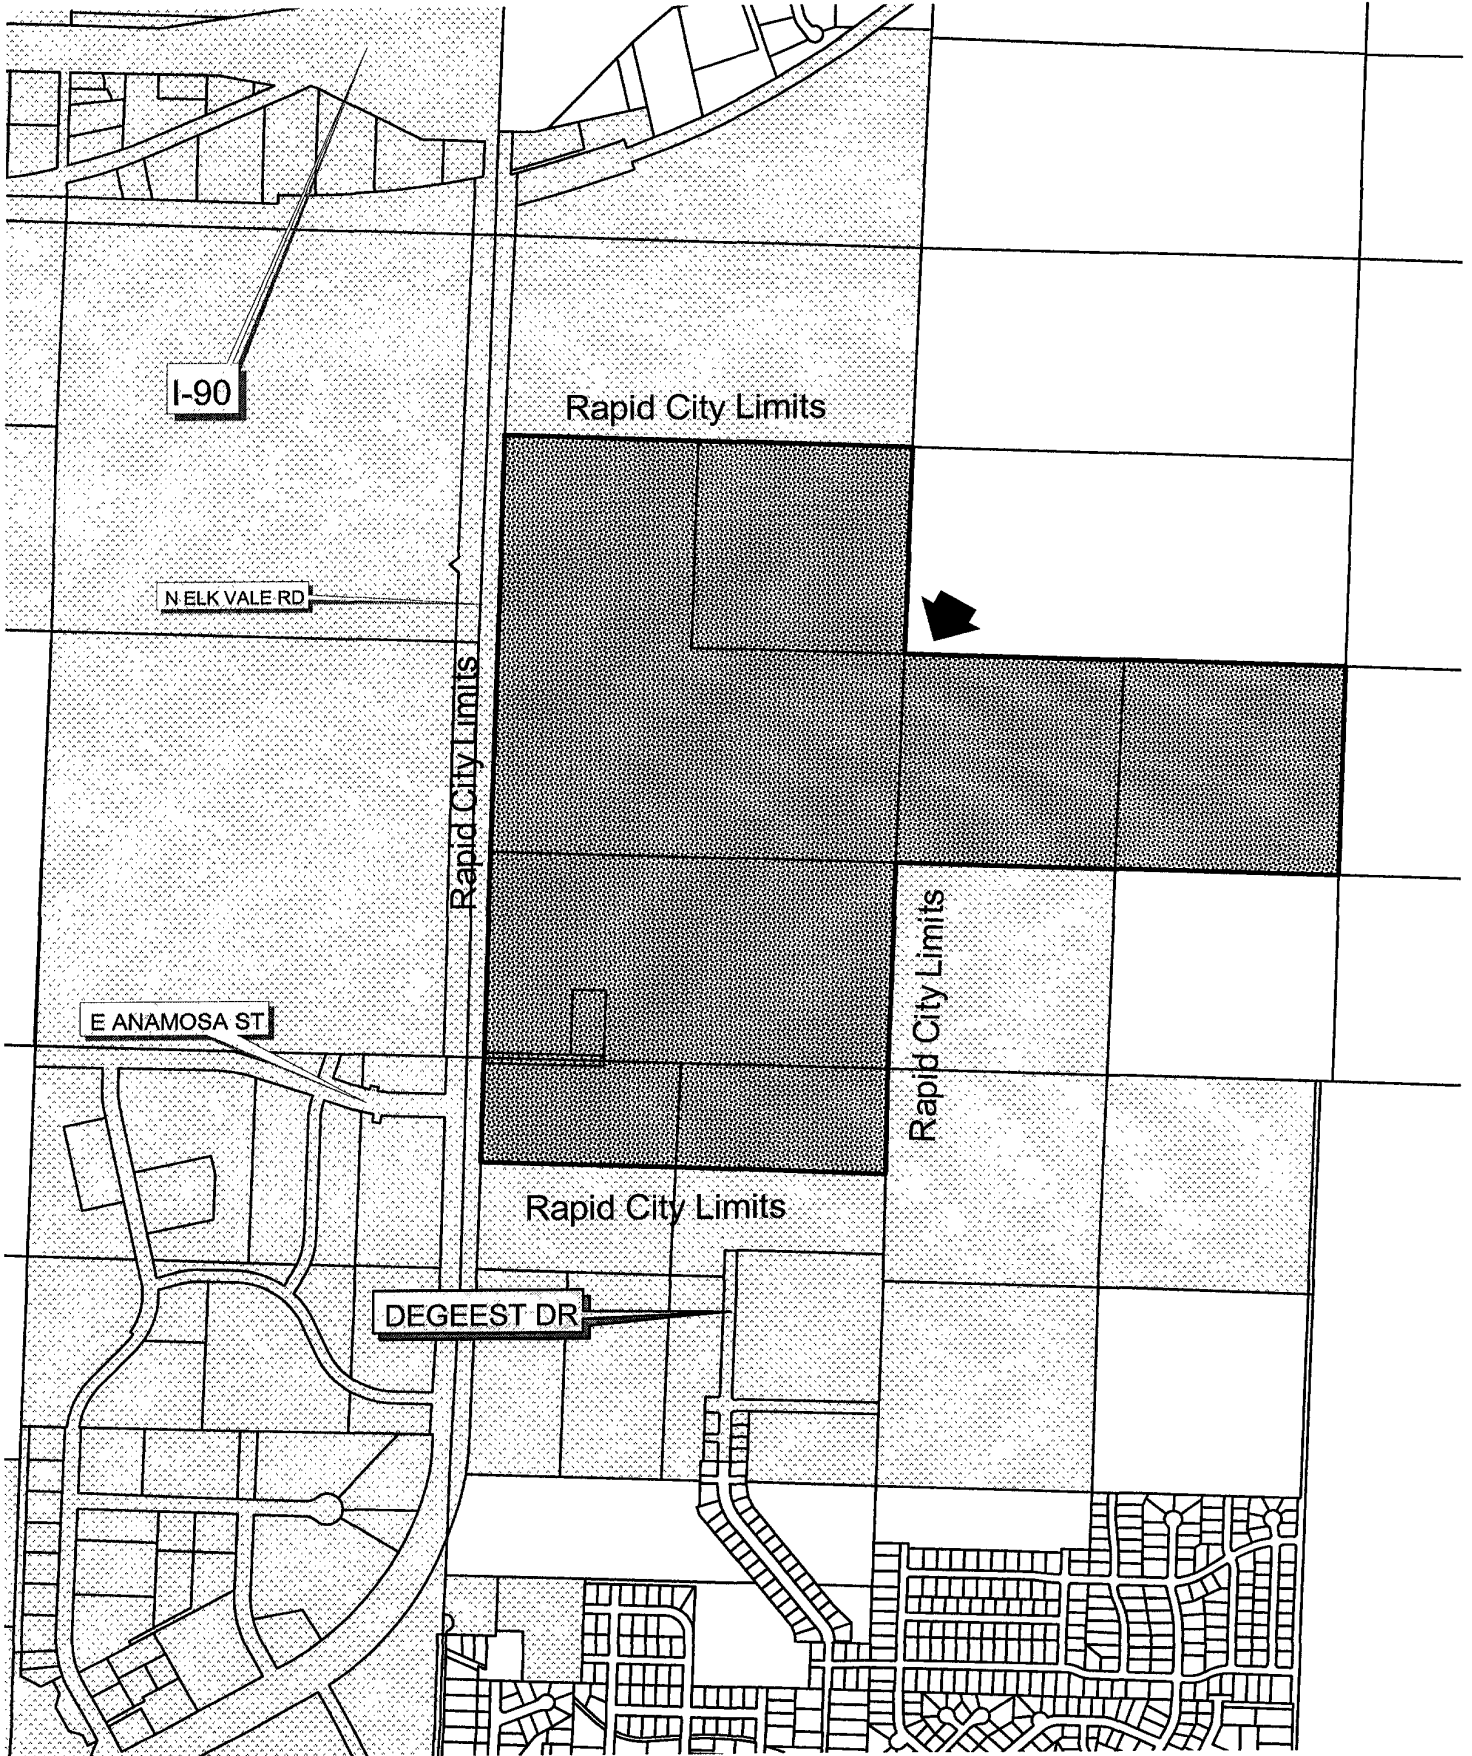 I-90
Rapid City Limits
N ELK VALE RD
Rapid City Limits
Rapid City Limits
E ANAMOSA ST
Rapid City Limits
DEGEEST DR